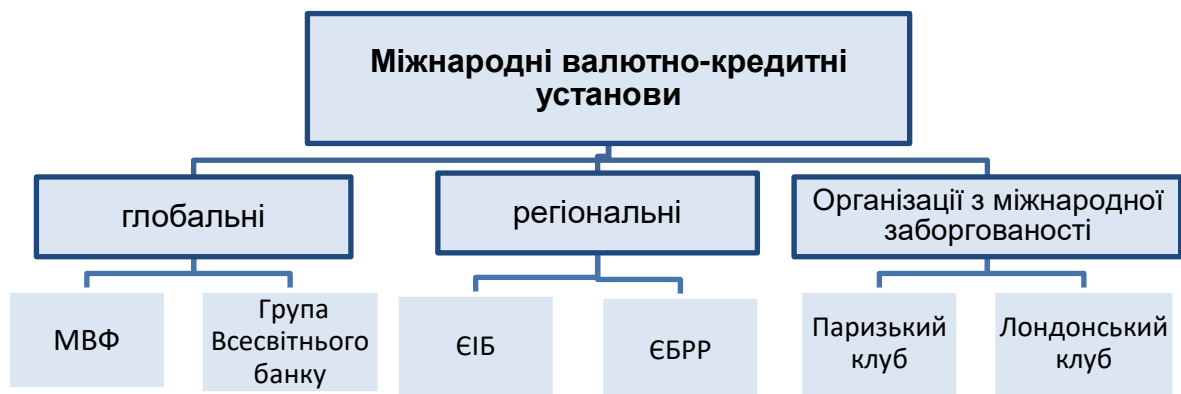 Міжнародні валютно-кредитні
установи
глобальні
регіональні
Організації з міжнародної
заборгованості
МВФ
Група
Всесвітнього
банку
ЄІБ
ЄБРР
Паризький
клуб
Лондонський
клуб